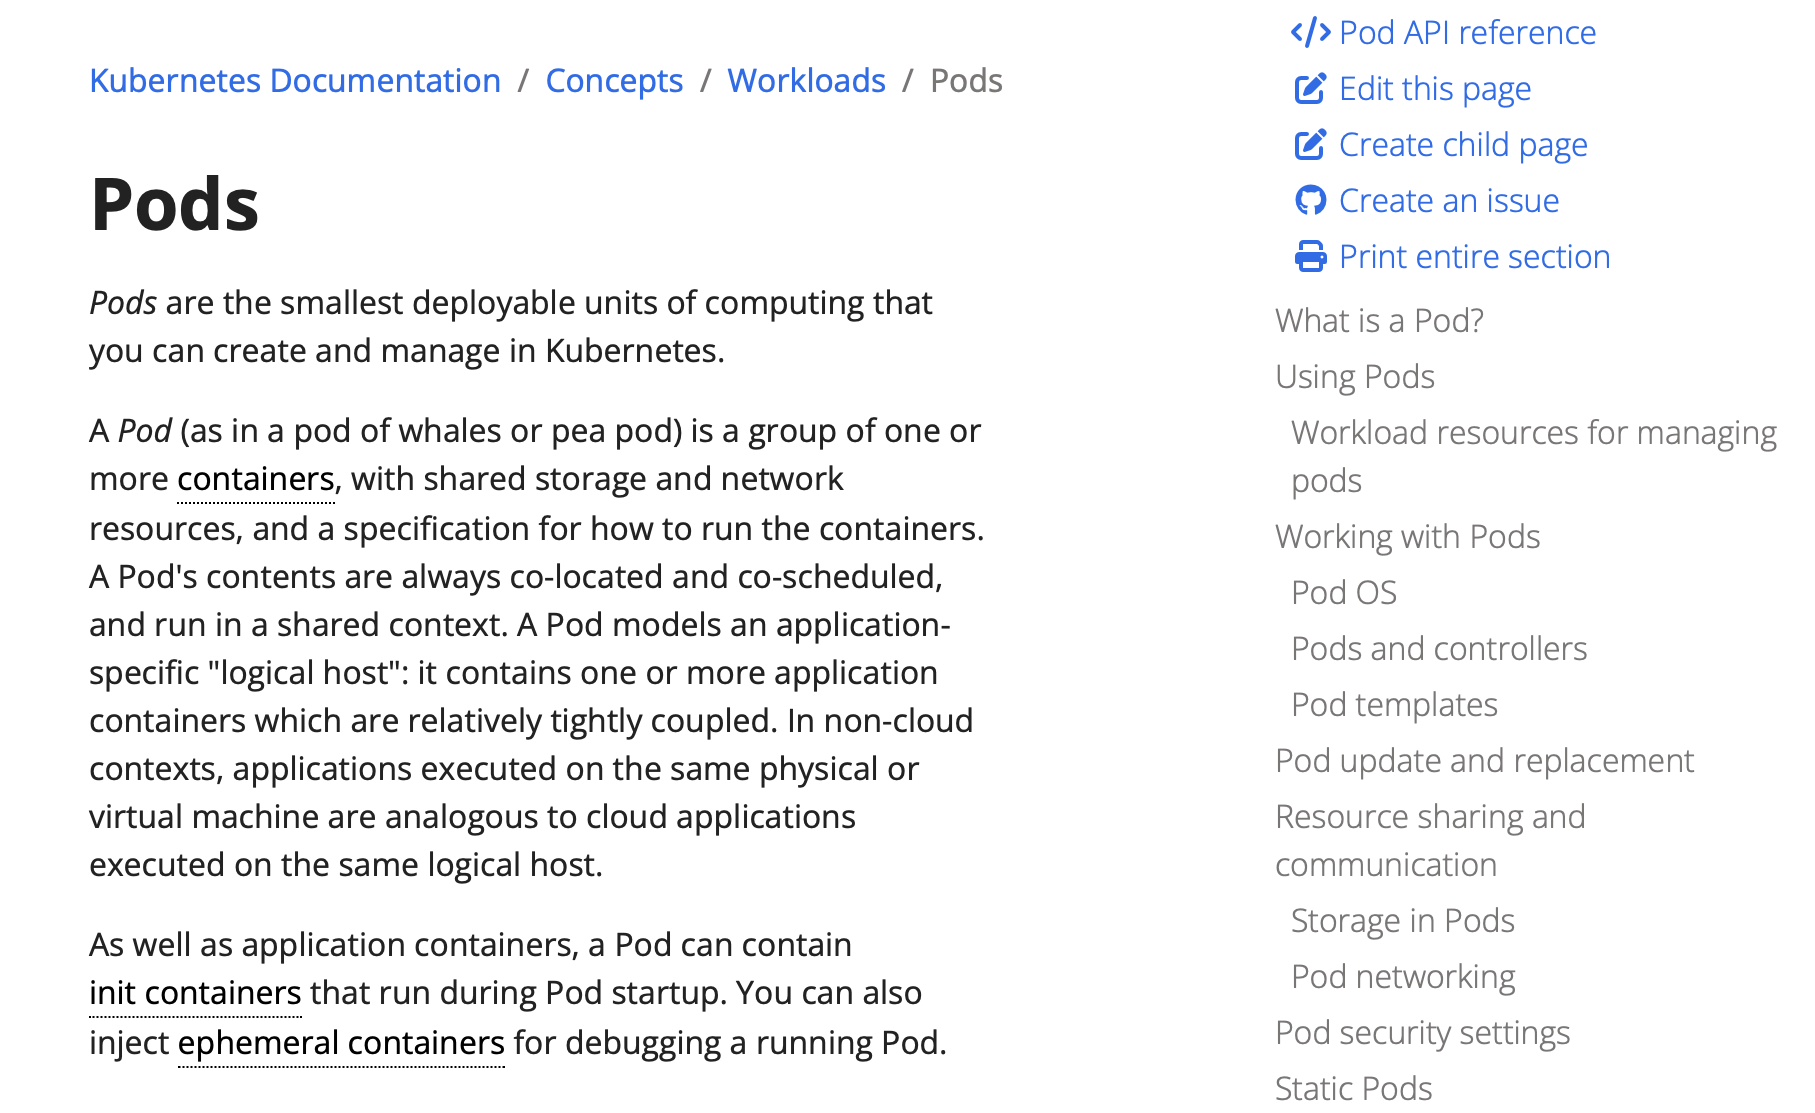 Kubernetes Documentation / Concepts / Workloads / Pods
Pods
Pods are the smallest deployable units of computing that
you can create and manage in Kubernetes.
A Pod (as in a pod of whales or pea pod) is a group of one or
more containers, with shared storage and network
resources, and a specification for how to run the containers.
A Pod's contents are always co-located and co-scheduled,
and run in a shared context. A Pod models an application-
specific "logical host": it contains one or more application
containers which are relatively tightly coupled. In non-cloud
contexts, applications executed on the same physical or
virtual machine are analogous to cloud applications
executed on the same logical host.
As well as application containers, a Pod can contain
init containers that run during Pod startup. You can also
inject ephemeral containers for debugging a running Pod.
Pod API reference
Edit this page
Create child page
Create an issue
Print entire section
What is a Pod?
Using Pods
Workload resources for managing
pods
Working with Pods
Pod OS
Pods and controllers
Pod templates
Pod update and replacement
Resource sharing and
communication
Storage in Pods
Pod networking
Pod security settings
Static Pods